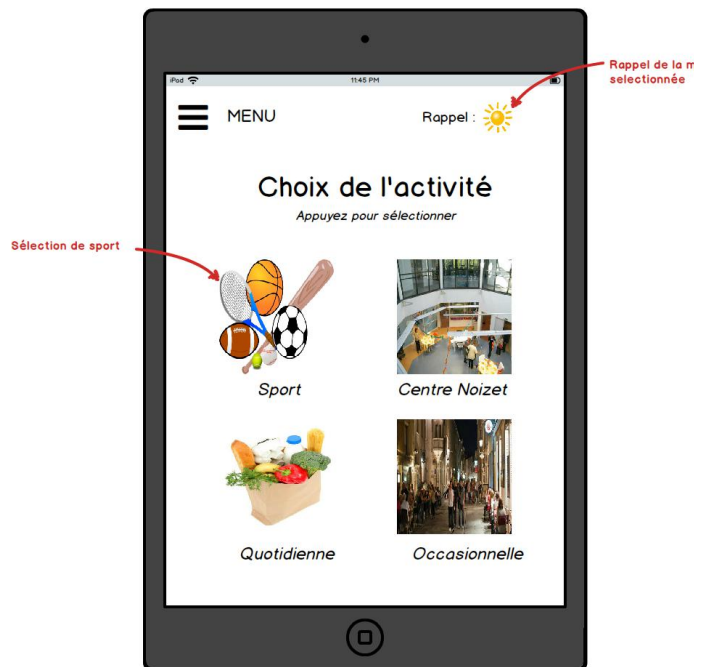 Rappel de la m
selectionnée
iPod
11:45 PM
MENU
Rappel :
Choix de l'activité
Appuyez pour sélectionner
Sélection de sport
Sport
Centre Noizet
Quotidienne
Occasionnelle